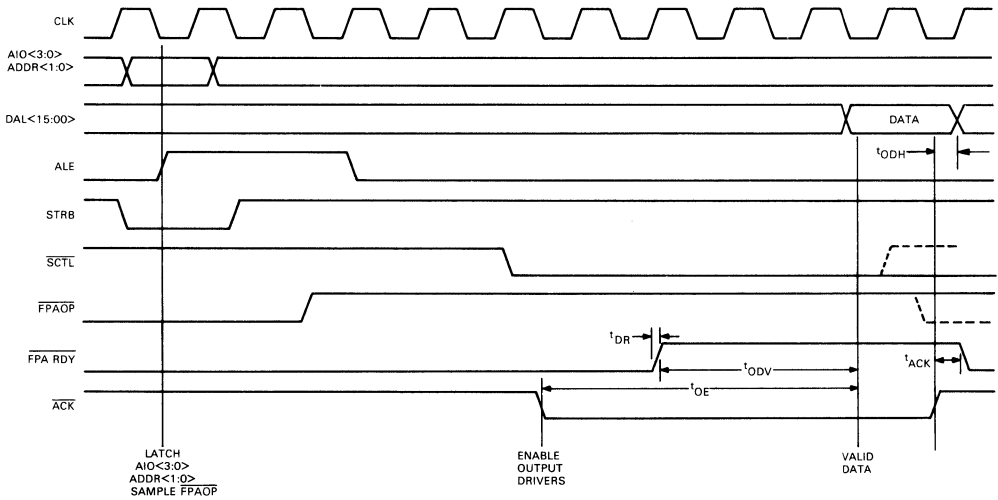 CLK
AIO<3:0>
ADDR<1:0>
DAL<15:00>
DATA
tODH
ALE
STRB
SCTL
FPAOP
tDR
FPA RDY
tODV
tACK
tOE
ACK
LATCH
AIO<3:0>
ADDR<1:0>
SAMPLE FPAOP
ENABLE
OUTPUT
DRIVERS
VALID
DATA